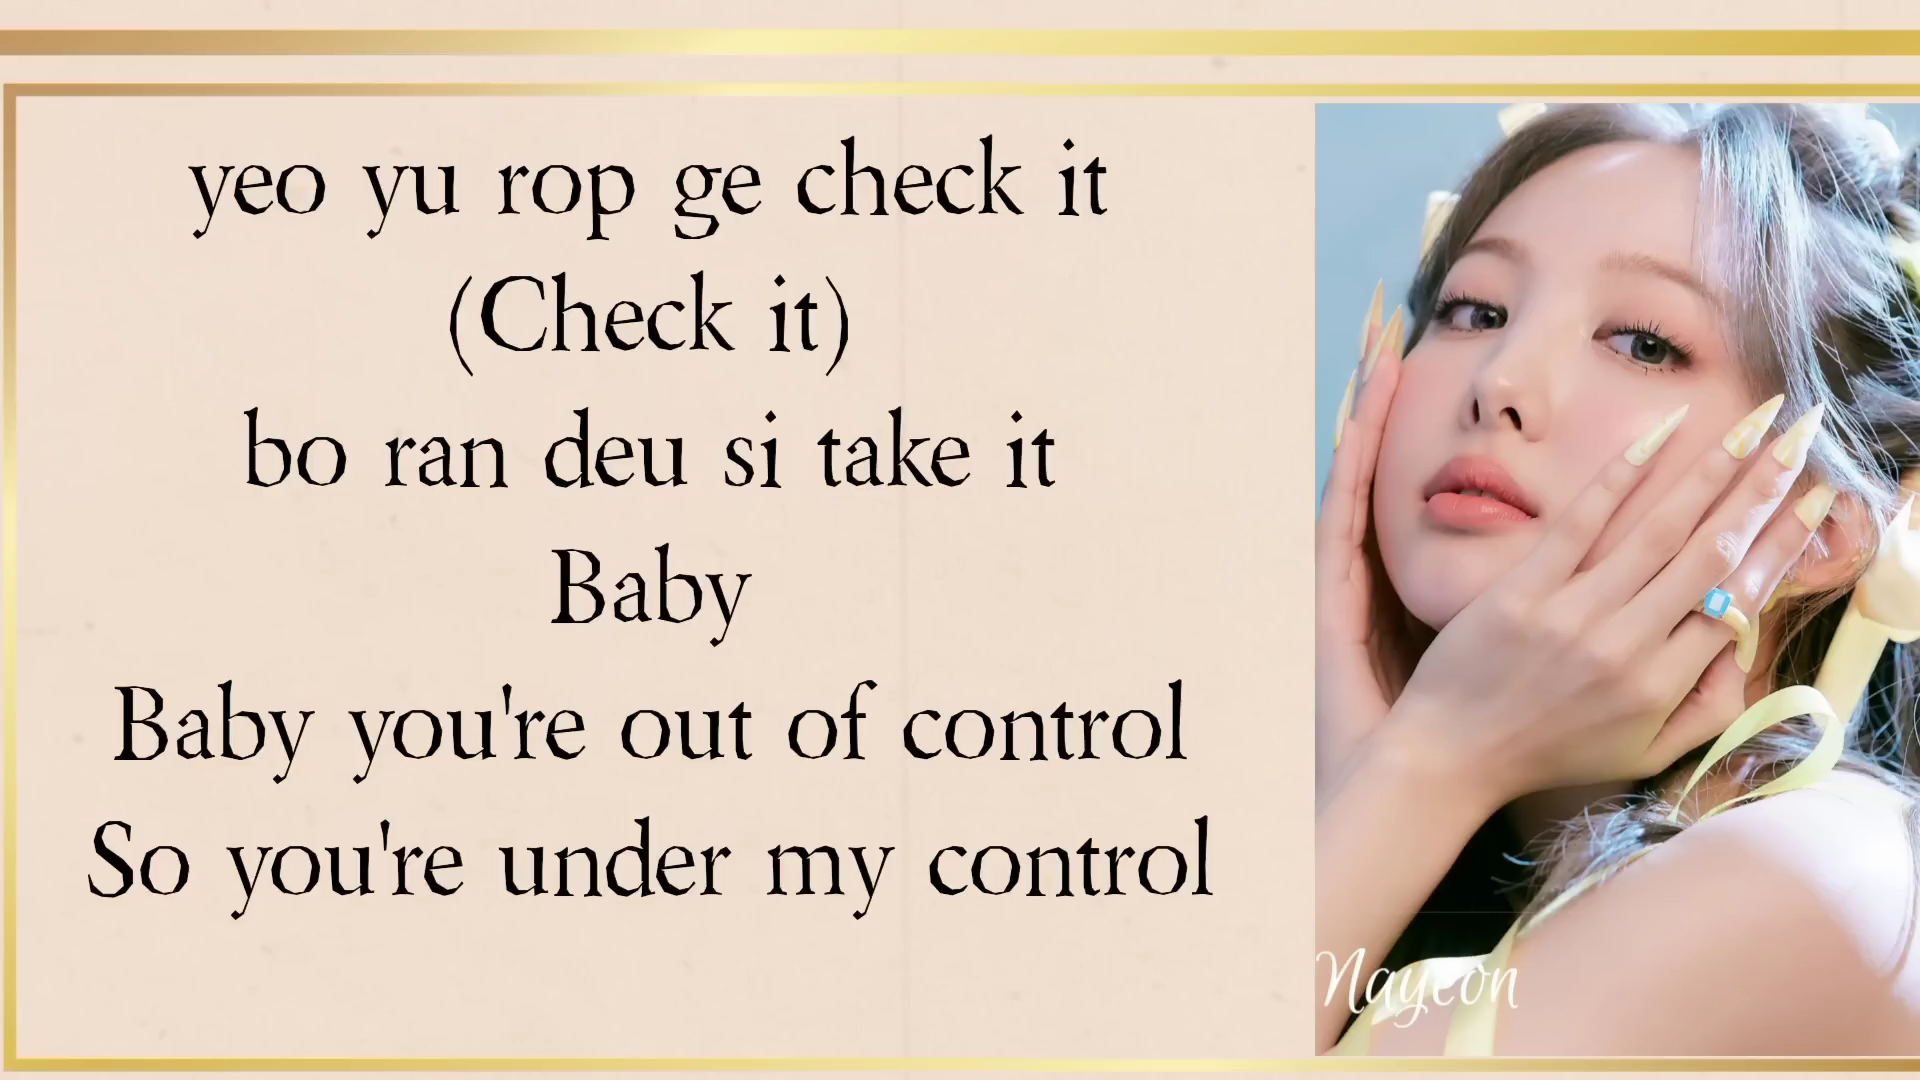 yeo yu rop ge check it
(Check it)
bo ran deu si take it
Baby
Baby you're out of control
So you're under my control
Nayeon